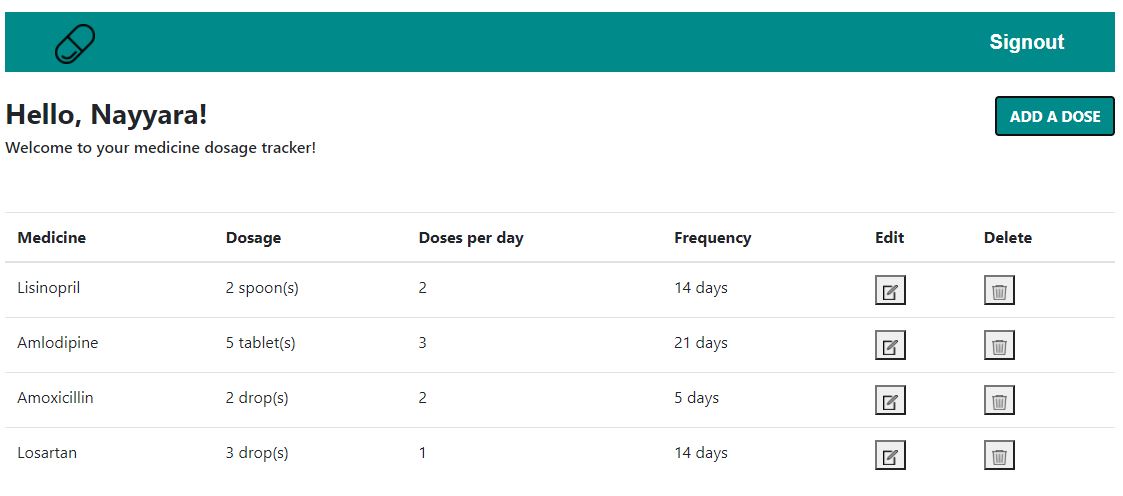 Signout
Hello, Nayyara!
ADD A DOSE
Welcome to your medicine dosage tracker!
Medicine Dosage Doses per day Frequency Edit Delete
Lisinopril 2 spoon(s) 2 14 days
Amlodipine 5 tablet(s) 3 21 days
Amoxicillin 2 drop(s) 2 5 days
Losartan 3 drop(s) 1 14 days